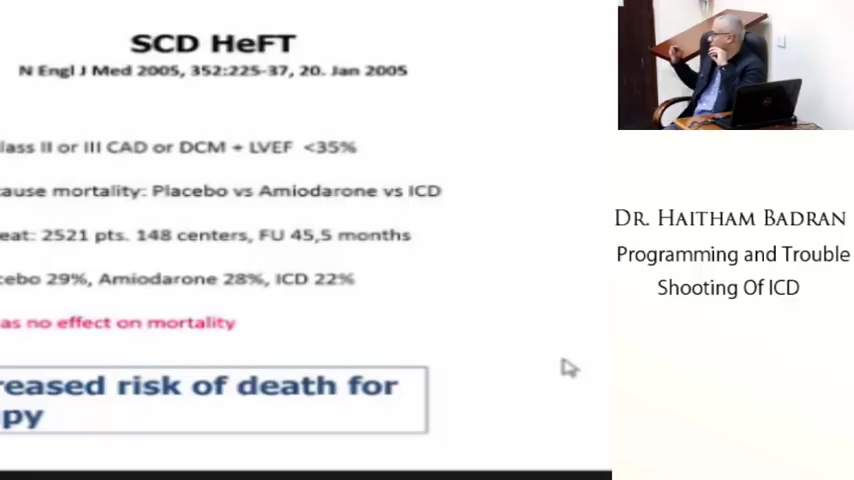 SCD HeFT
N Engl J Med 2005, 352:225-37, 20. Jan 2005
lass II or III CAD or DCM + LVEF <35%
ause mortality: Placebo vs Amiodarone vs ICD
eat: 2521 pts. 148 centers, FU 45,5 months
cebo 29%, Amiodarone 28%, ICD 22%
as no effect on mortality
reased risk of death for
py
DR. HAITHAM BADRAN
Programming and Trouble
Shooting Of ICD